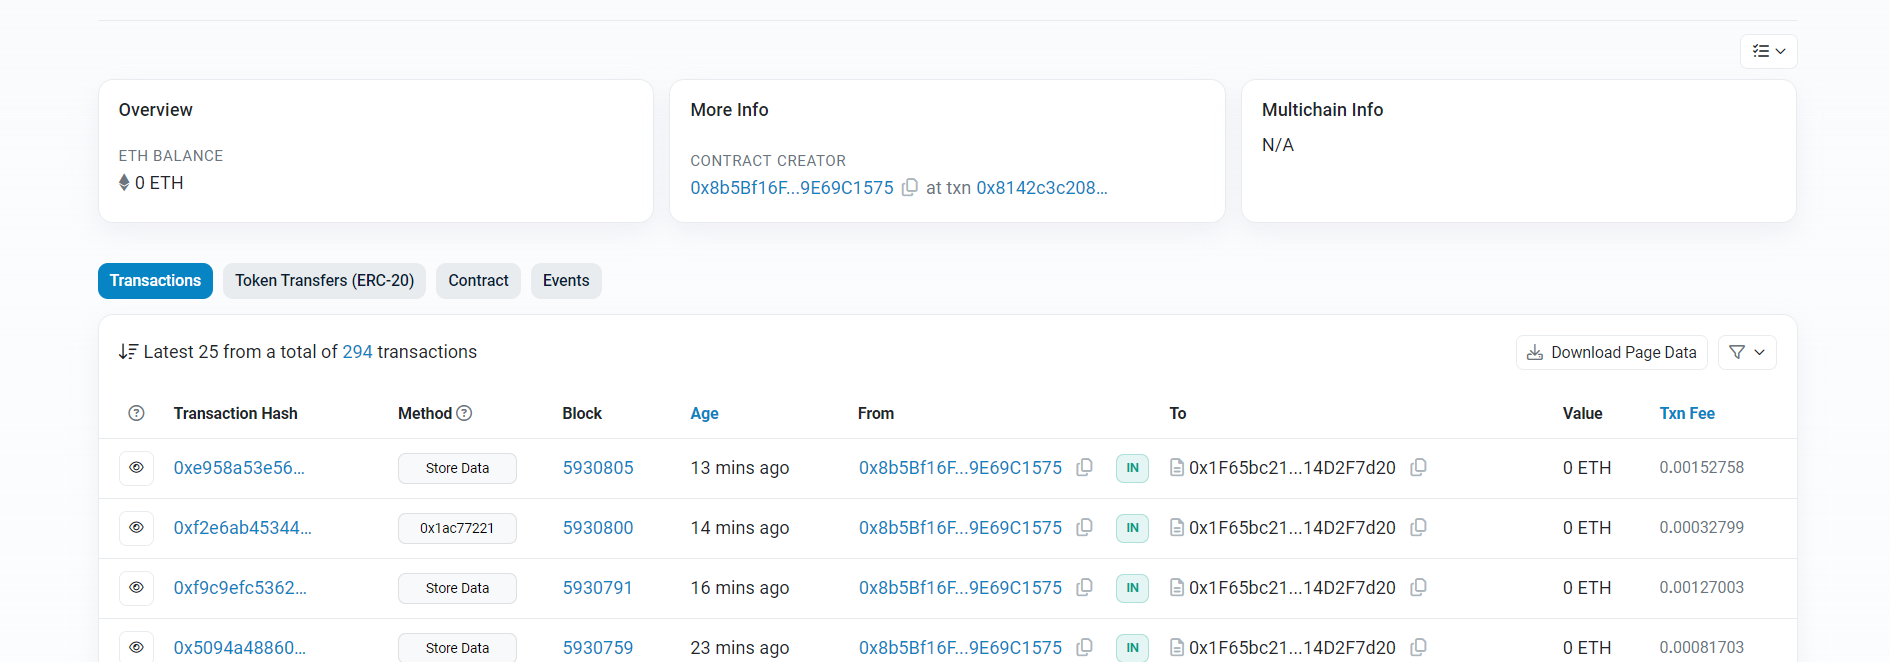 Overview
ETH BALANCE
0 ETH
More Info
CONTRACT CREATOR
0x8b5Bf16F...9E69C1575 at txn 0x8142c3c208...
Multichain Info
N/A
Transactions Token Transfers (ERC-20) Contract Events
Latest 25 from a total of 294 transactions Download Page Data
Transaction Hash Method Block Age From To Value Txn Fee
0xe958a53e56... Store Data 5930805 13 mins ago 0x8b5Bf16F...9E69C1575 IN 0x1F65bc21...14D2F7d20 0 ETH 0.00152758
0xf2e6ab45344... 0x1ac77221 5930800 14 mins ago 0x8b5Bf16F...9E69C1575 IN 0x1F65bc21...14D2F7d20 0 ETH 0.00032799
0xf9c9efc5362... Store Data 5930791 16 mins ago 0x8b5Bf16F...9E69C1575 IN 0x1F65bc21...14D2F7d20 0 ETH 0.00127003
0x5094a48860... Store Data 5930759 23 mins ago 0x8b5Bf16F...9E69C1575 IN 0x1F65bc21...14D2F7d20 0 ETH 0.00081703